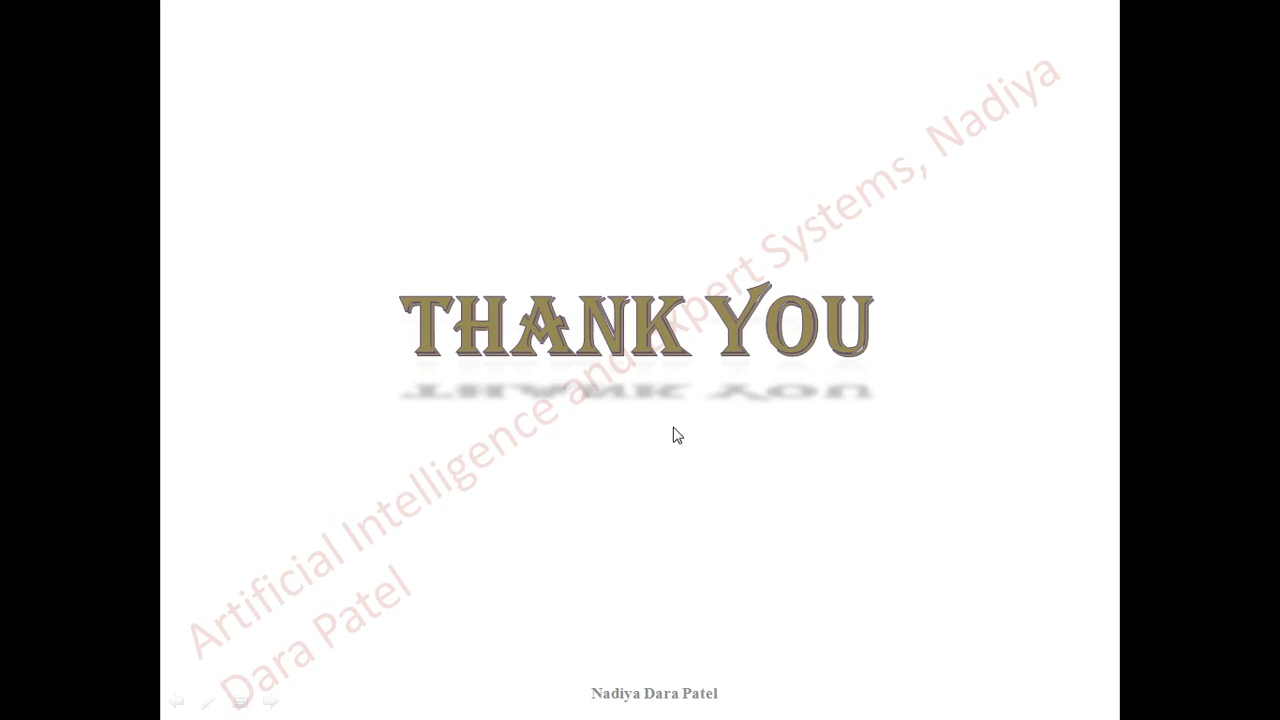 Artificial Intelligence and Expert Systems, Nadiya
Dara Patel
THANK YOU
Nadiya Dara Patel